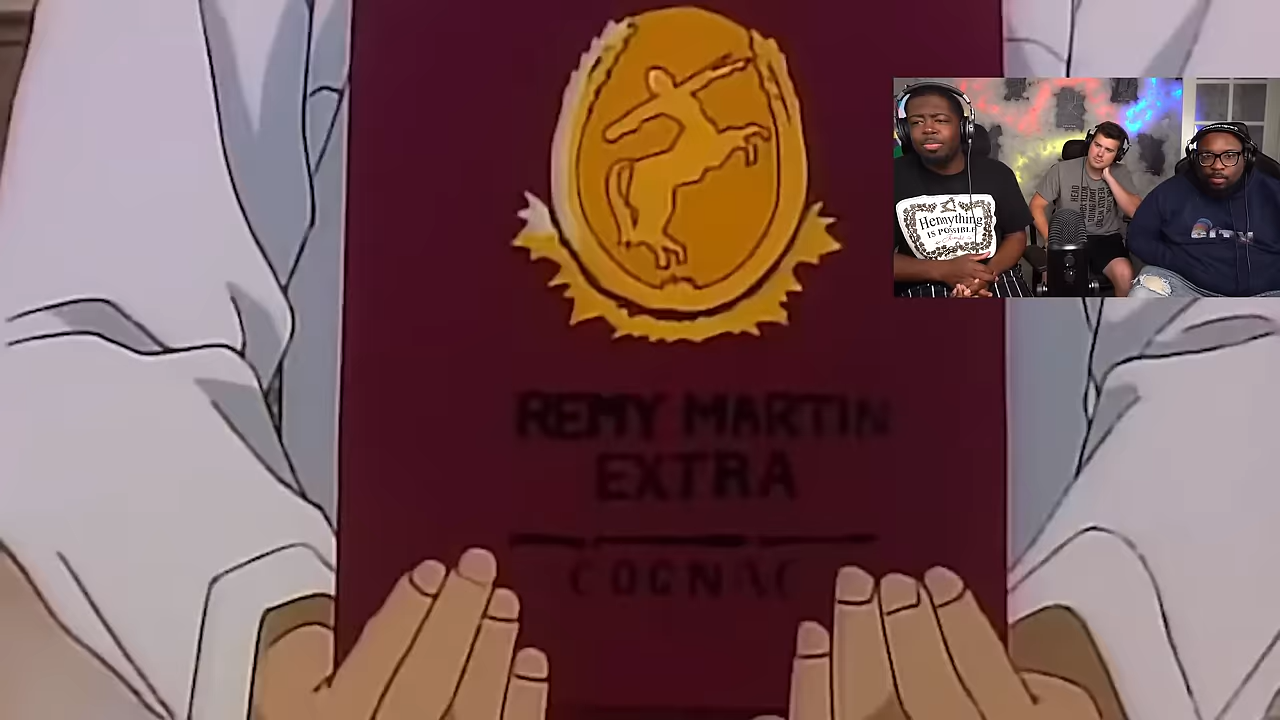 REMY MARTIN
EXTRA
COGNAC
Hennything
IS POSSIBLE